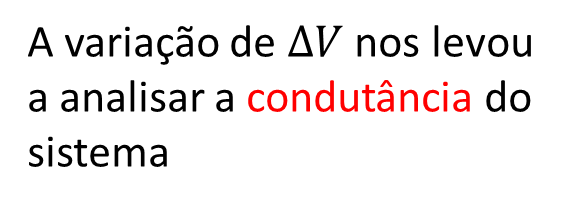 A variação de ΔV nos levou
a analisar a condutância do
sistema